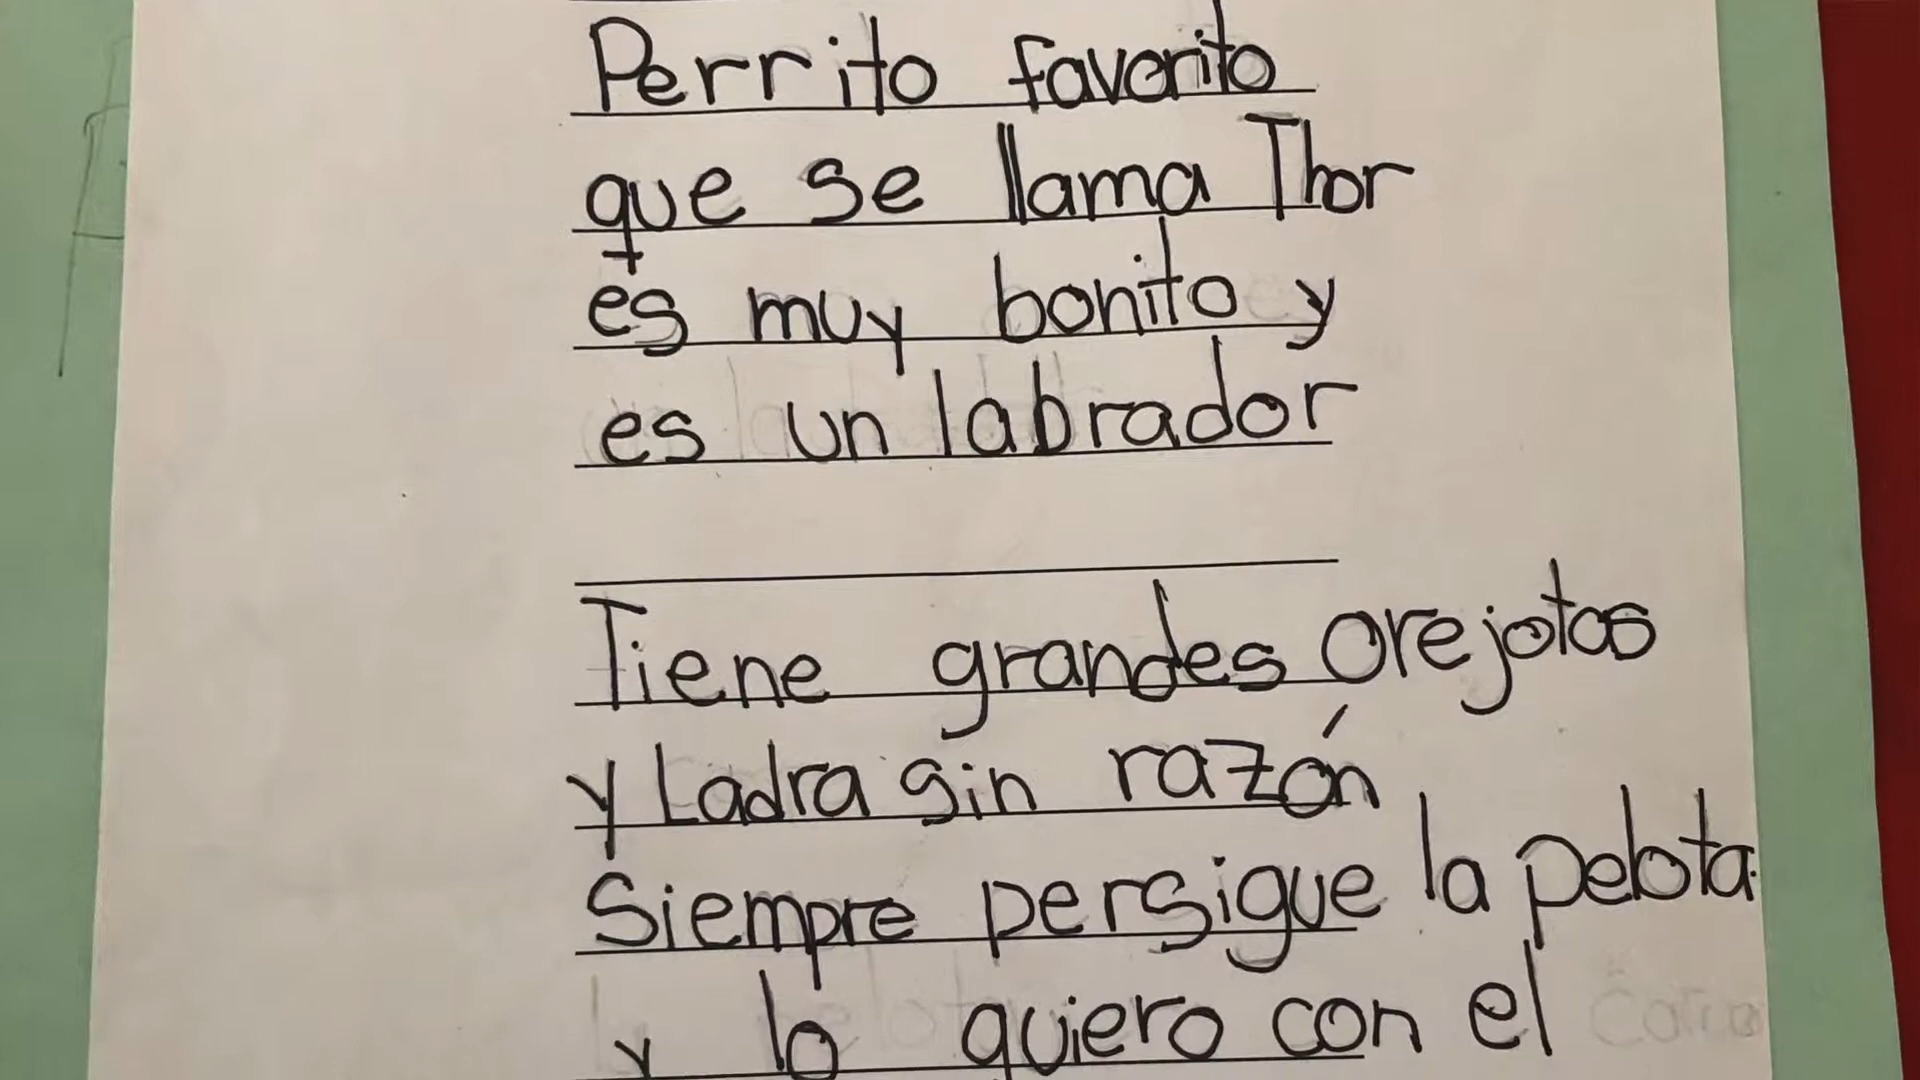 Perrito favorito
que se llama Thor
es muy bonito y
es un labrador
Tiene grandes orejotas
y Ladra sin razón
Siempre persigue la pelota
y lo quiero con el